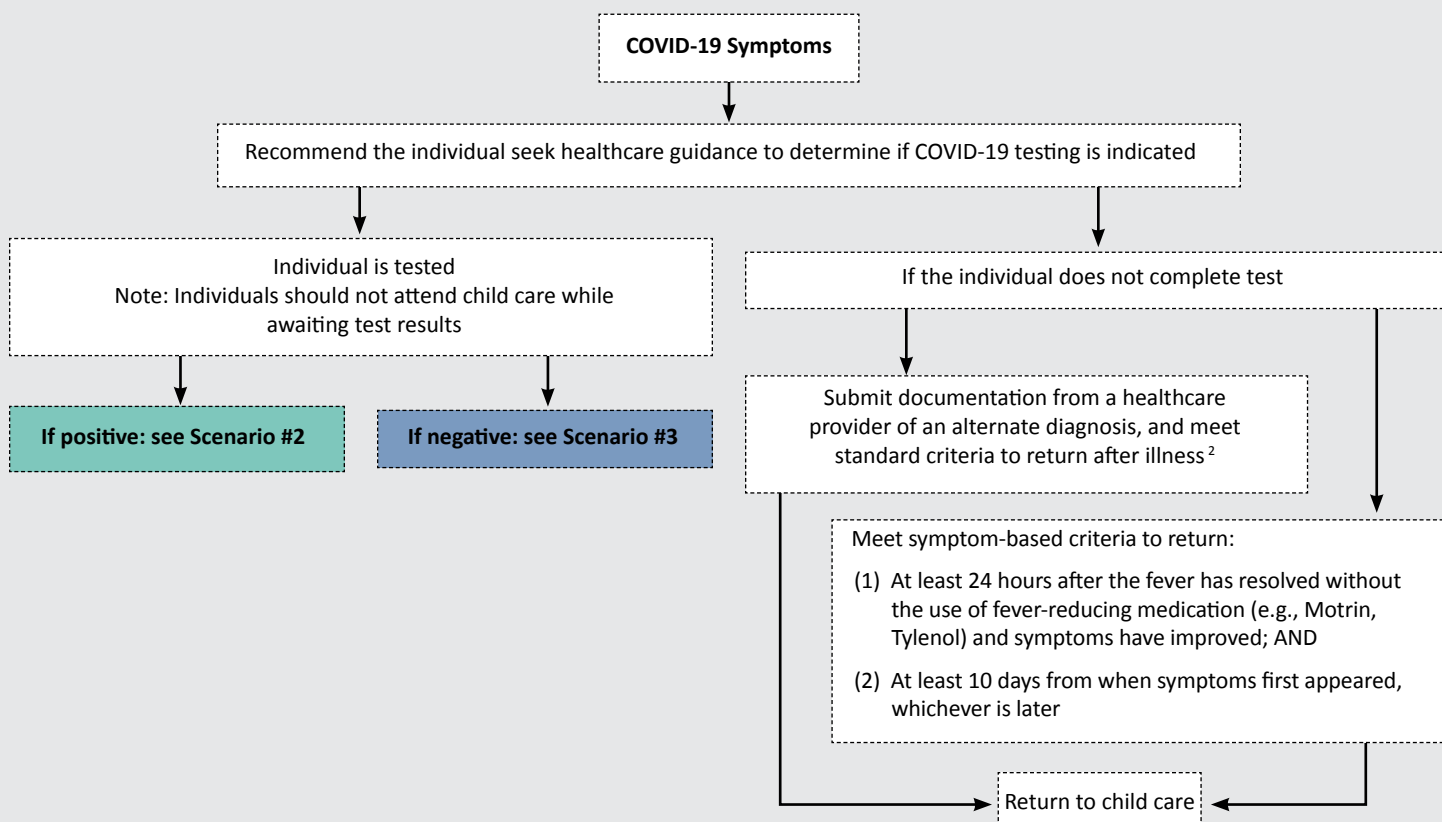 COVID-19 Symptoms
Recommend the individual seek healthcare guidance to determine if COVID-19 testing is indicated
Individual is tested
Note: Individuals should not attend child care while
awaiting test results
If the individual does not complete test
If positive: see Scenario #2
If negative: see Scenario #3
Submit documentation from a healthcare
provider of an alternate diagnosis, and meet
standard criteria to return after illness 2
Meet symptom-based criteria to return:
(1) At least 24 hours after the fever has resolved without
the use of fever-reducing medication (e.g., Motrin,
Tylenol) and symptoms have improved; AND
(2) At least 10 days from when symptoms first appeared,
whichever is later
Return to child care